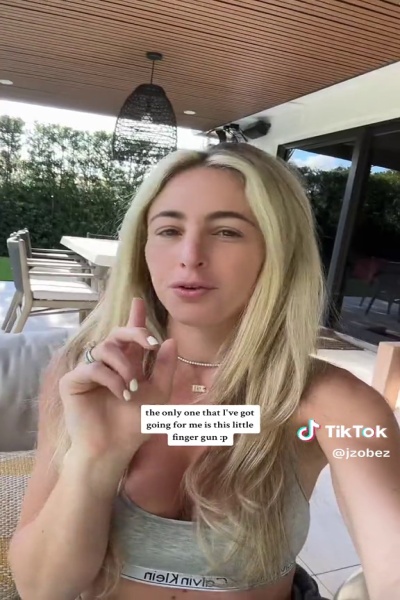 the only one that I've got
going for me is this little
finger gun :p
TikTok
@jzobez
Calvin Klein